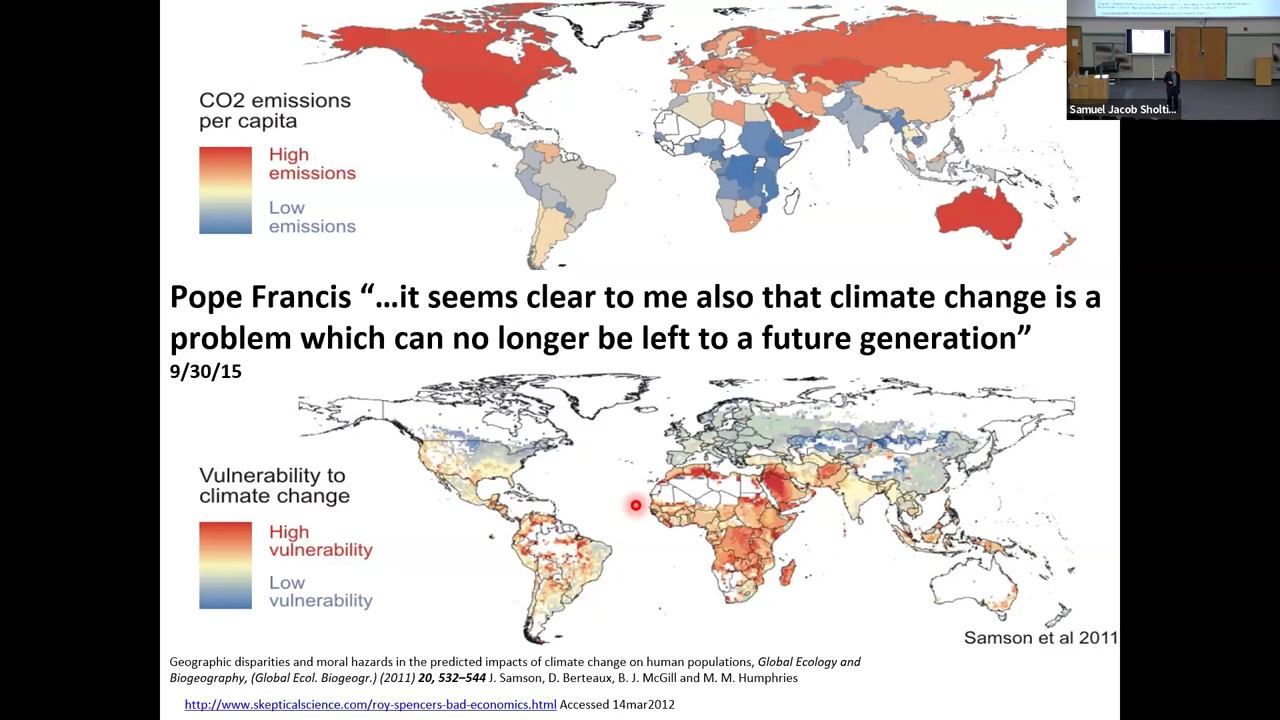 CO2 emissions
per capita
High
emissions
Low
emissions
Samuel Jacob Sholti...
Pope Francis “…it seems clear to me also that climate change is a
problem which can no longer be left to a future generation”
9/30/15
Vulnerability to
climate change
High
vulnerability
Low
vulnerability
Samson et al 2011
Geographic disparities and moral hazards in the predicted impacts of climate change on human populations, Global Ecology and
Biogeography, (Global Ecol. Biogeogr.) (2011) 20, 532–544 J. Samson, D. Berteaux, B. J. McGill and M. M. Humphries
http://www.skepticalscience.com/roy-spencers-bad-economics.html Accessed 14mar2012